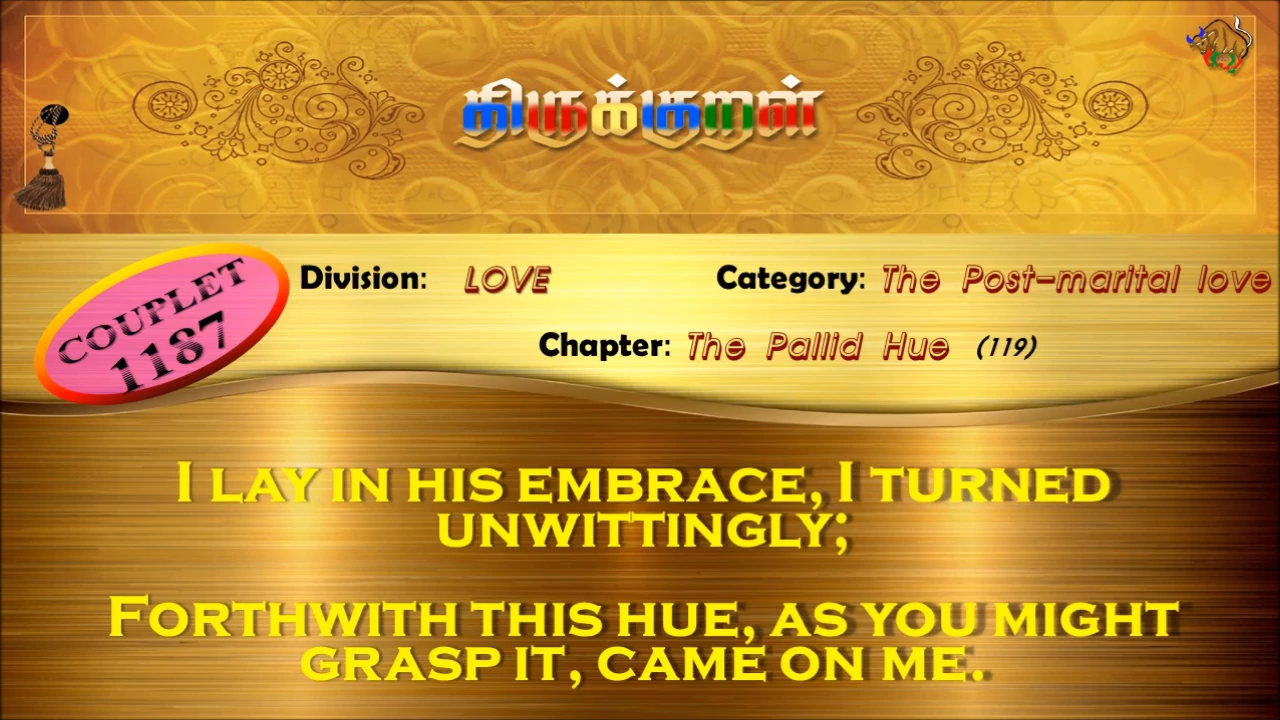 திருக்குறள்
COUPLET
1187
Division: LOVE Category: The Post-marital love
Chapter: The Pallid Hue (119)
I LAY IN HIS EMBRACE, I TURNED
UNWITTINGLY;
FORTHWITH THIS HUE, AS YOU MIGHT
GRASP IT, CAME ON ME.